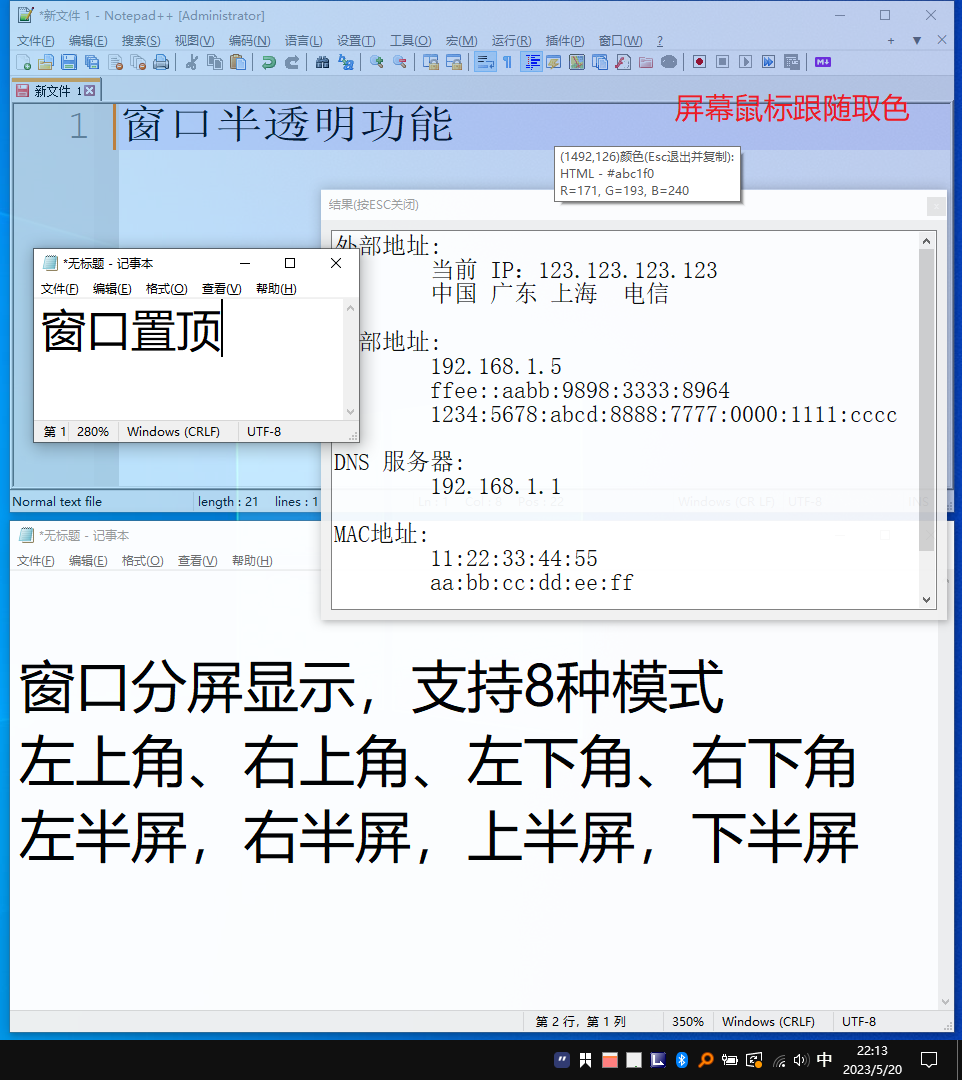 *新文件 1 - Notepad++ [Administrator]
文件(F) 编辑(E) 搜索(S) 视图(V) 编码(N) 语言(L) 设置(T) 工具(O) 宏(M) 运行(R) 插件(P) 窗口(W) ?
新文件 1
1 窗口半透明功能
屏幕鼠标跟随取色
(1492,126)颜色(Esc退出并复制):
HTML - #abc1f0
R=171, G=193, B=240
结果(按ESC关闭)
外部地址:
当前 IP: 123.123.123.123
中国 广东 上海 电信
部地址:
192.168.1.5
ffee::aabb:9898:3333:8964
1234:5678:abcd:8888:7777:0000:1111:cccc
DNS 服务器:
192.168.1.1
MAC地址:
11:22:33:44:55
aa:bb:cc:dd:ee:ff
*无标题 - 记事本
文件(F) 编辑(E) 格式(O) 查看(V) 帮助(H)
窗口置顶
第 1 280% Windows (CRLF) UTF-8
Normal text file length : 21 lines : 1 Windows (CR LF) UTF-8 INS
*无标题 - 记事本
文件(F) 编辑(E) 格式(O) 查看(V) 帮助(H)
窗口分屏显示，支持8种模式
左上角、右上角、左下角、右下角
左半屏，右半屏，上半屏，下半屏
第 2 行，第 1 列 350% Windows (CRLF) UTF-8
中
22:13
2023/5/20